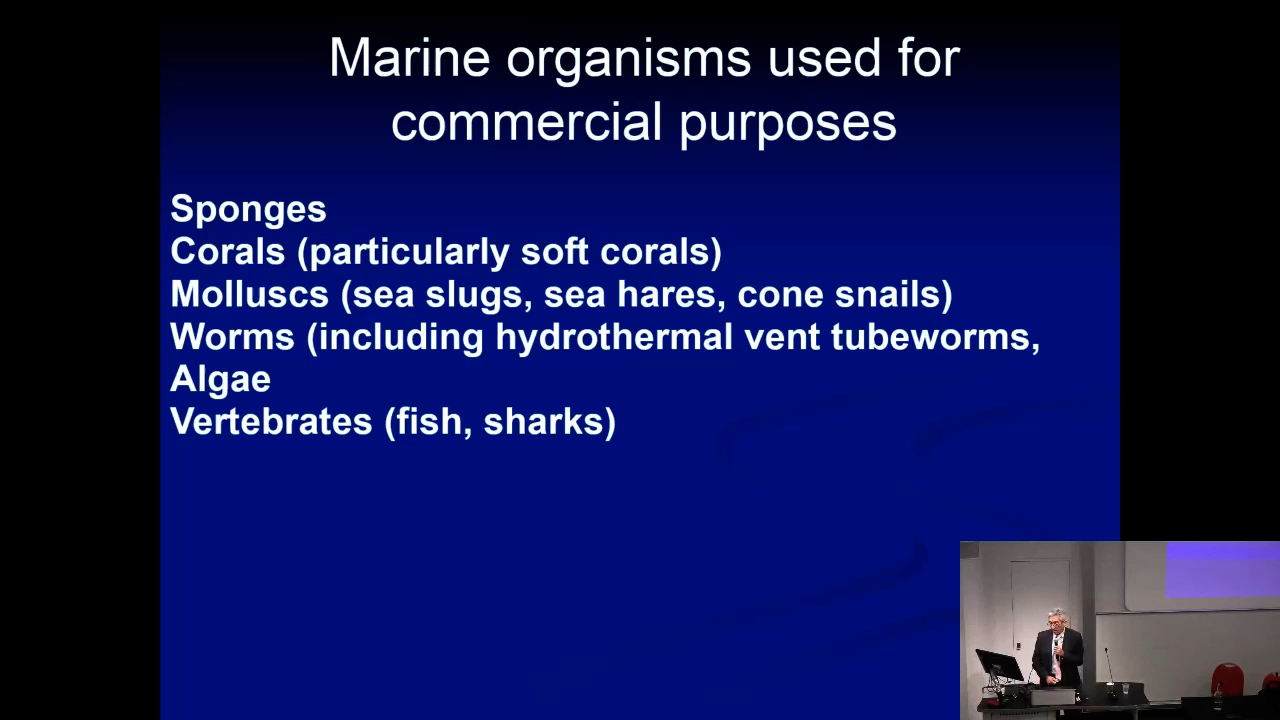 Marine organisms used for
commercial purposes
Sponges
Corals (particularly soft corals)
Molluscs (sea slugs, sea hares, cone snails)
Worms (including hydrothermal vent tubeworms,
Algae
Vertebrates (fish, sharks)